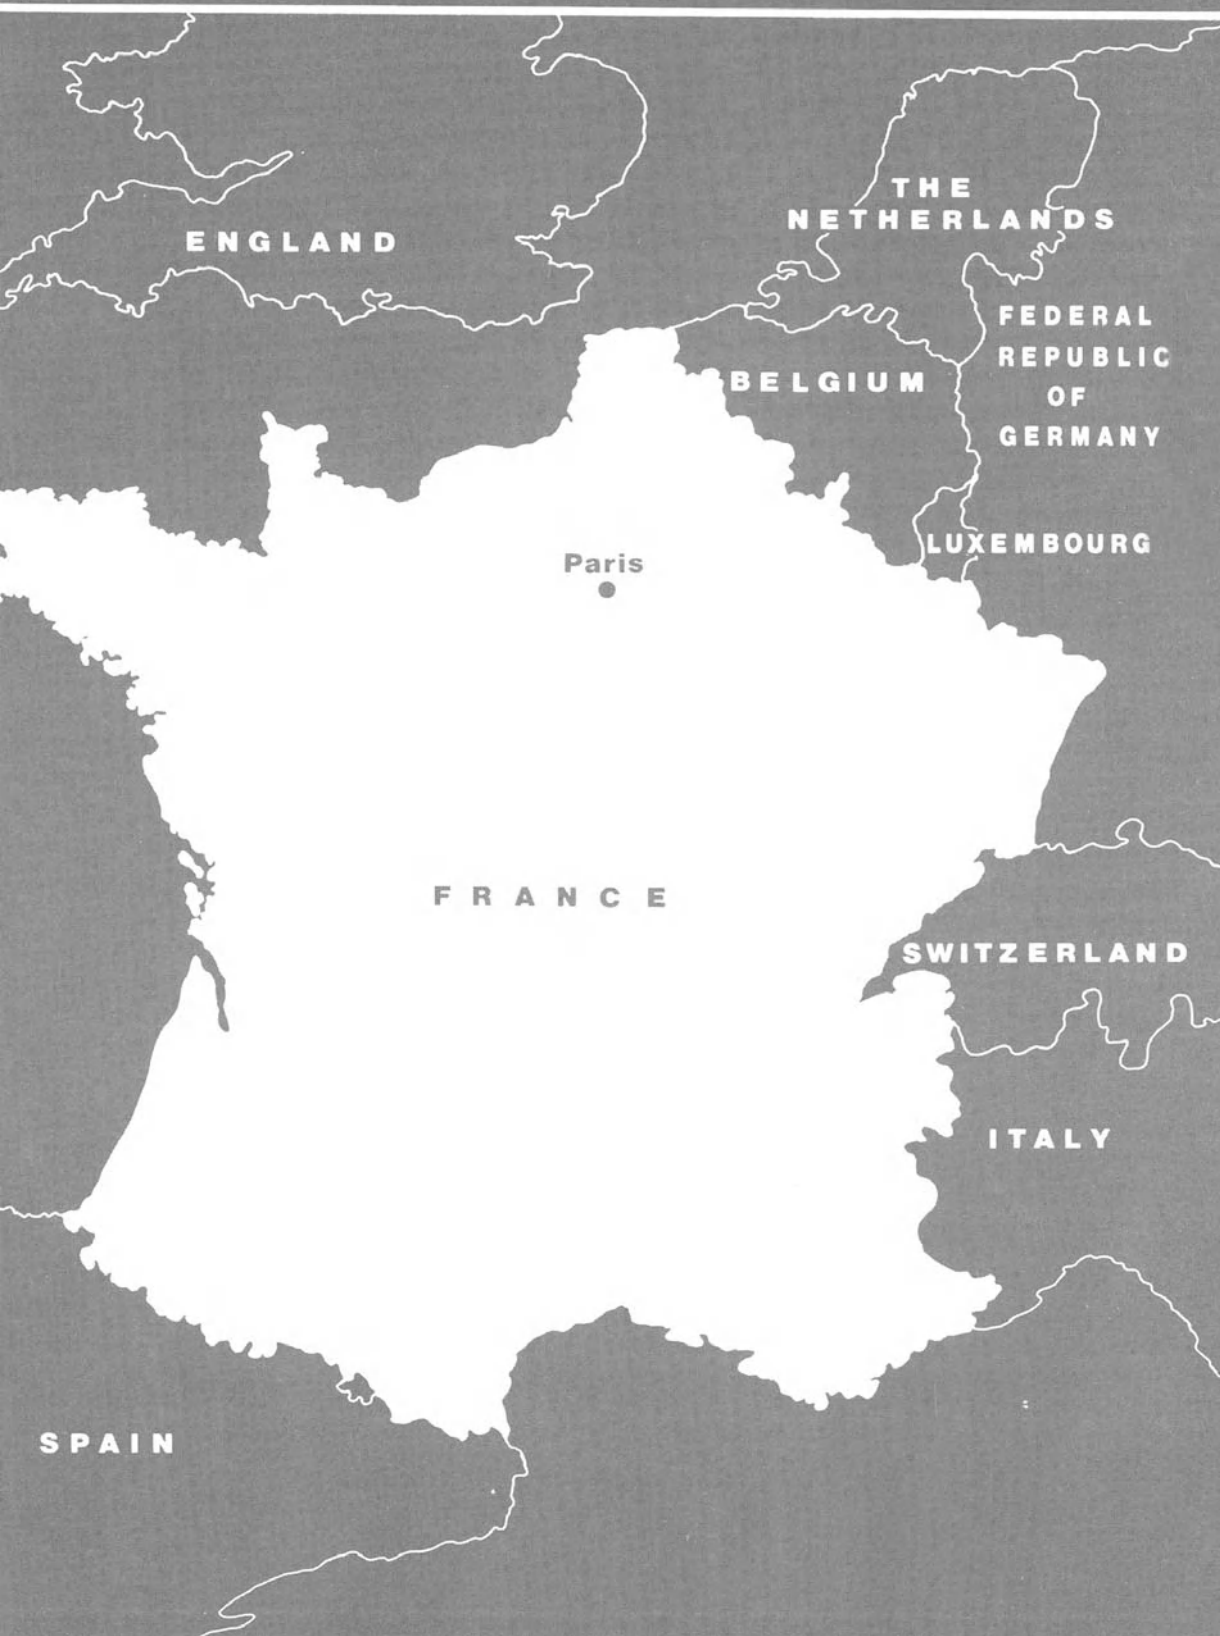 THE
NETHERLANDS
ENGLAND
FEDERAL
REPUBLIC
OF
GERMANY
BELGIUM
LUXEMBOURG
Paris
FRANCE
SWITZERLAND
ITALY
SPAIN